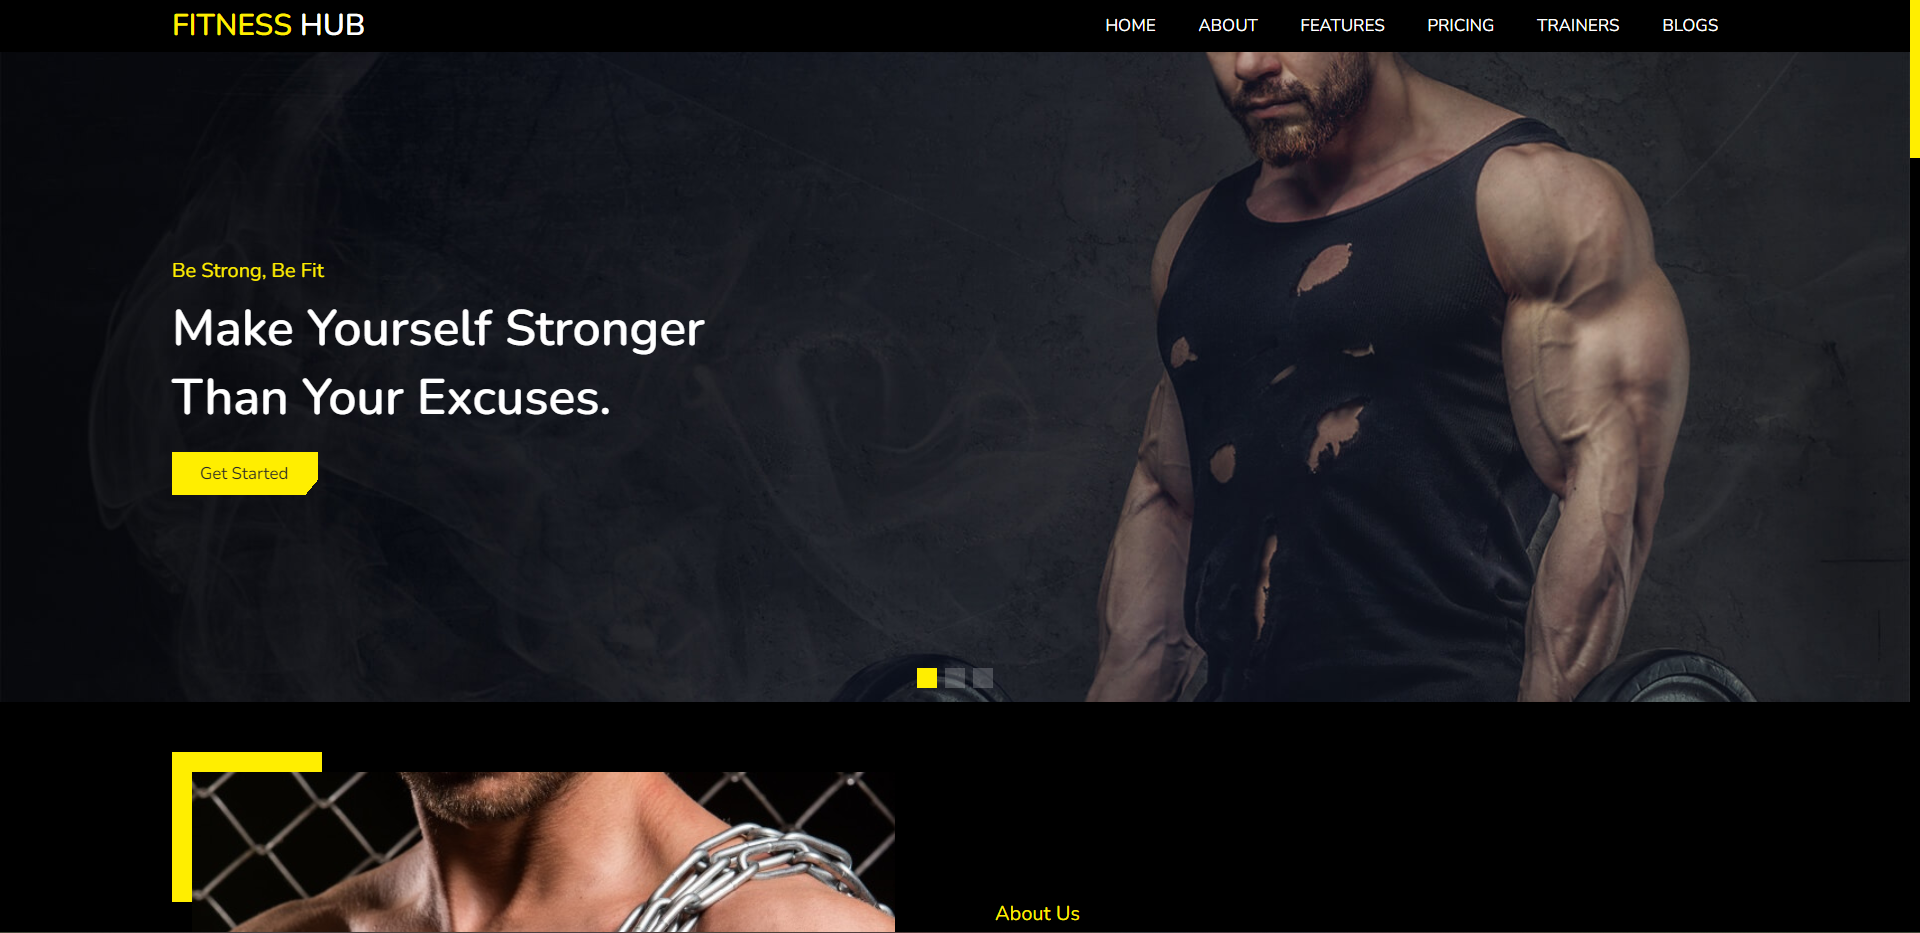 FITNESS HUB
HOME ABOUT FEATURES PRICING TRAINERS BLOGS
Be Strong, Be Fit
Make Yourself Stronger
Than Your Excuses.
Get Started
About Us